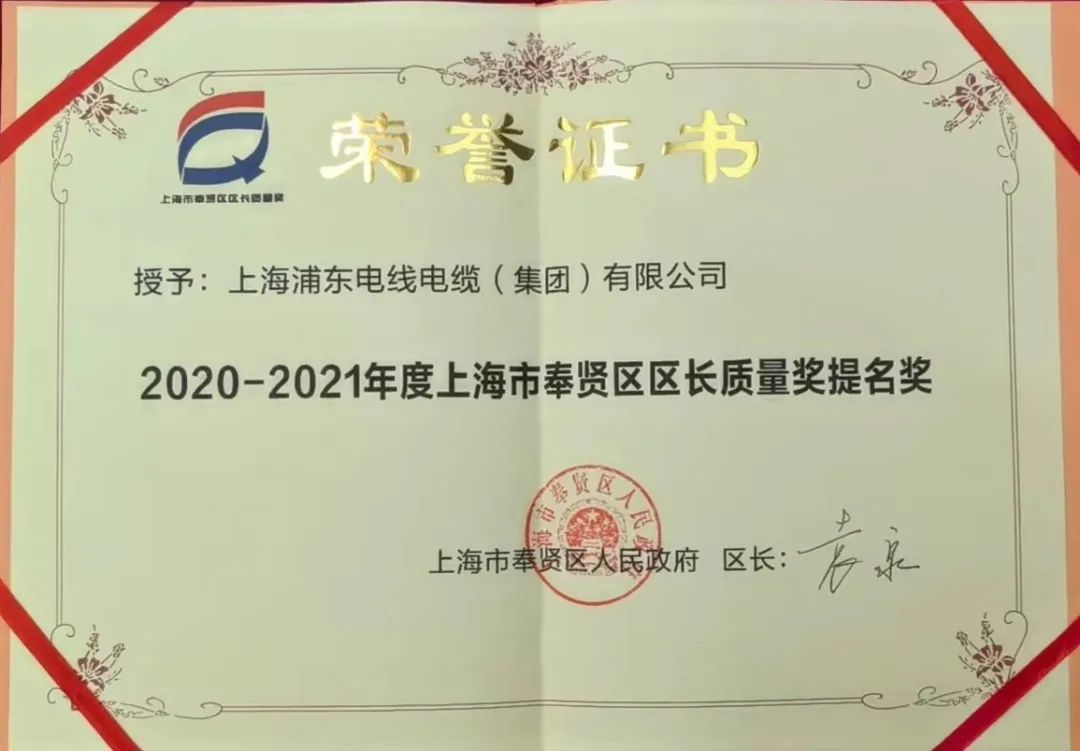 荣誉证书
上海市奉贤区区长质量奖
授予：上海浦东电线电缆（集团）有限公司
2020-2021年度上海市奉贤区区长质量奖提名奖
上海市奉贤区人民政府 区长：袁泉
海市奉贤区人民政